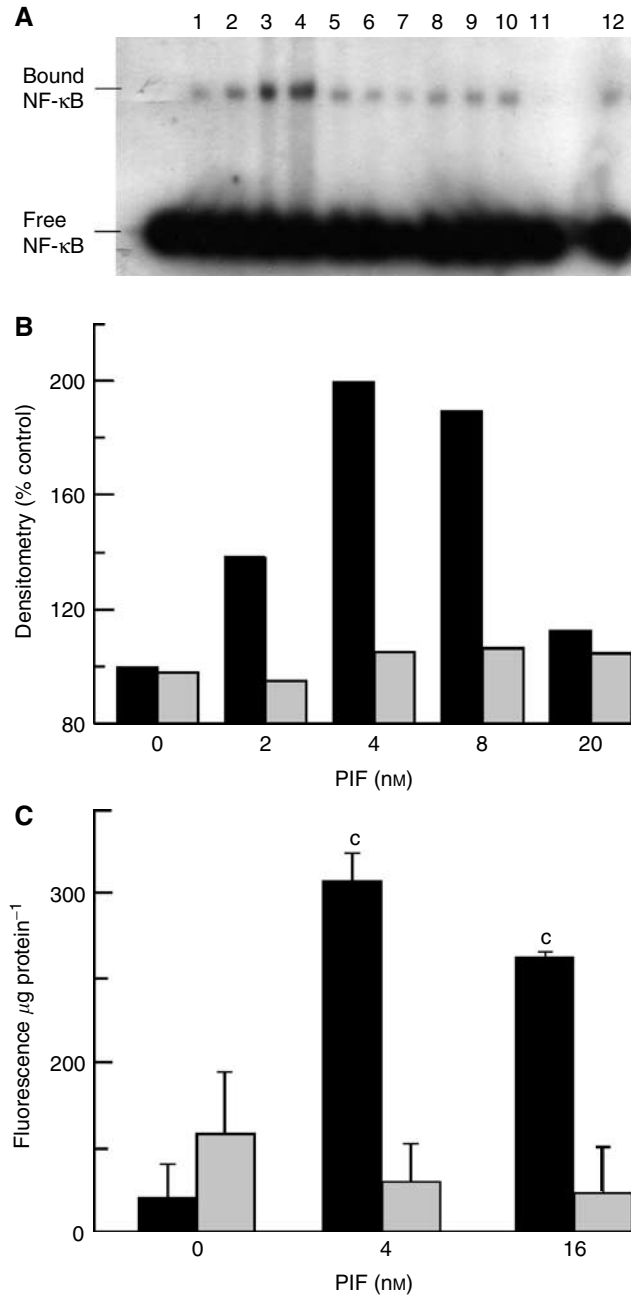 A
1 2 3 4 5 6 7 8 9 10 11 12
Bound
NF-κB
Free
NF-κB
B
Densitometry (% control)
200
160
120
80
0 2 4 8 20
PIF (nM)
C
Fluorescence μg protein⁻¹
c
c
300
200
0
0 4 16
PIF (nM)